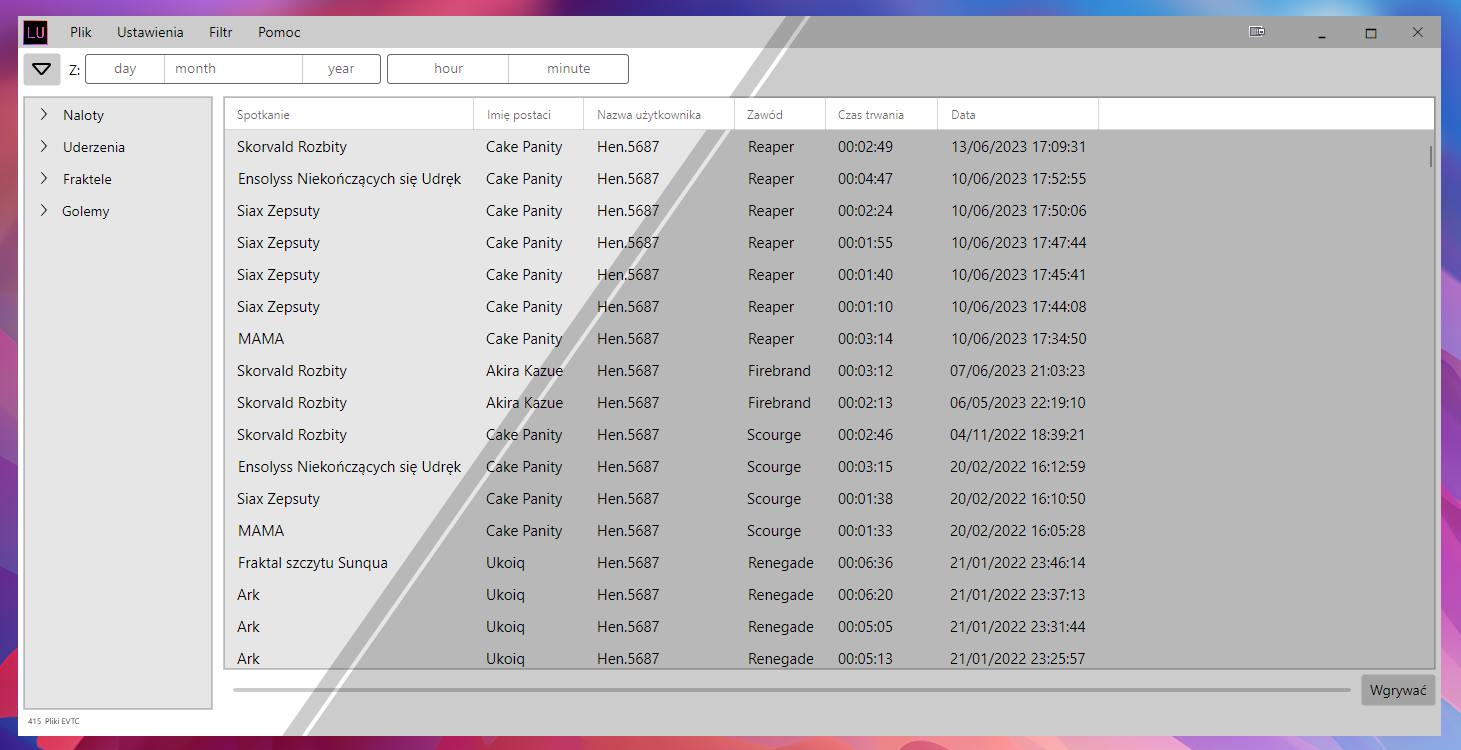 LU Plik Ustawienia Filtr Pomoc
Z: day month year hour minute
Naloty
Uderzenia
Fraktele
Golemy
Spotkanie Imię postaci Nazwa użytkownika Zawód Czas trwania Data
Skorvald Rozbity Cake Panity Hen.5687 Reaper 00:02:49 13/06/2023 17:09:31
Ensolyss Niekończących się Udręk Cake Panity Hen.5687 Reaper 00:04:47 10/06/2023 17:52:55
Siax Zepsuty Cake Panity Hen.5687 Reaper 00:02:24 10/06/2023 17:50:06
Siax Zepsuty Cake Panity Hen.5687 Reaper 00:01:55 10/06/2023 17:47:44
Siax Zepsuty Cake Panity Hen.5687 Reaper 00:01:40 10/06/2023 17:45:41
Siax Zepsuty Cake Panity Hen.5687 Reaper 00:01:10 10/06/2023 17:44:08
MAMA Cake Panity Hen.5687 Reaper 00:03:14 10/06/2023 17:34:50
Skorvald Rozbity Akira Kazue Hen.5687 Firebrand 00:03:12 07/06/2023 21:03:23
Skorvald Rozbity Akira Kazue Hen.5687 Firebrand 00:02:13 06/05/2023 22:19:10
Skorvald Rozbity Cake Panity Hen.5687 Scourge 00:02:46 04/11/2022 18:39:21
Ensolyss Niekończących się Udręk Cake Panity Hen.5687 Scourge 00:03:15 20/02/2022 16:12:59
Siax Zepsuty Cake Panity Hen.5687 Scourge 00:01:38 20/02/2022 16:10:50
MAMA Cake Panity Hen.5687 Scourge 00:01:33 20/02/2022 16:05:28
Fraktal szczytu Sunqua Ukoiq Hen.5687 Renegade 00:06:36 21/01/2022 23:46:14
Ark Ukoiq Hen.5687 Renegade 00:06:20 21/01/2022 23:37:13
Ark Ukoiq Hen.5687 Renegade 00:05:05 21/01/2022 23:31:44
Ark Ukoiq Hen.5687 Renegade 00:05:13 21/01/2022 23:25:57
Wgrywać
415 Pliki EVTC